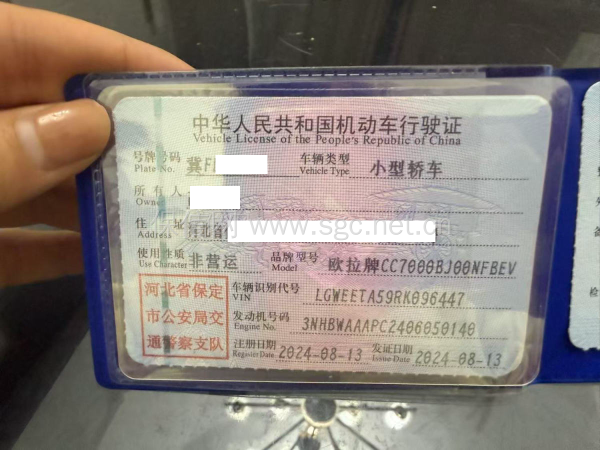 中华人民共和国机动车行驶证
Vehicle License of the People's Republic of China
号牌号码 冀F 车辆类型 小型轿车
Plate No. Vehicle Type
所有人
Owne
住 址 河北省
Address
使用性质 非营运 品牌型号 欧拉牌CC7000BJ00NFBEV
Use Character Model
河北省保定
市公安局交
通警察支队
车辆识别代号 LGWEETA59RK096447
VIN
发动机号码 3NHBWAAAPC2406050140
Engine No.
注册日期 2024-08-13 发证日期 2024-08-13
Register Date Issue Date
www.sgc.net.cn